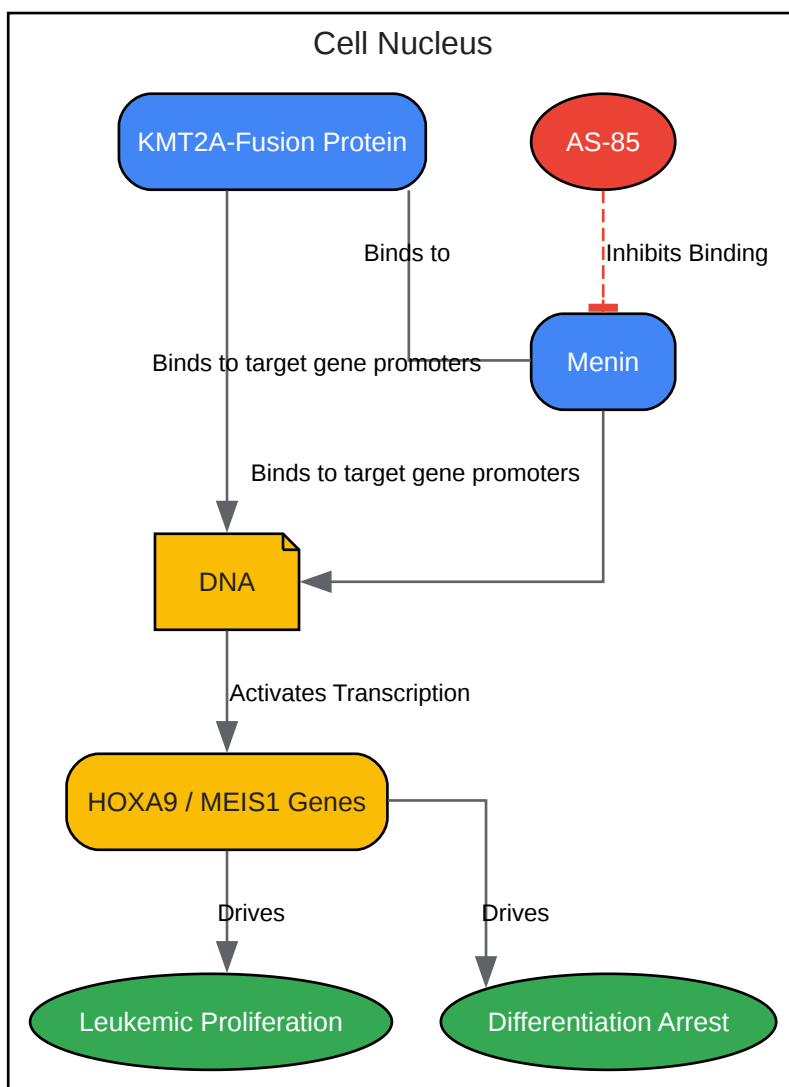 Cell Nucleus
KMT2A-Fusion Protein
AS-85
Binds to
Inhibits Binding
Binds to target gene promoters
Menin
Binds to target gene promoters
DNA
Activates Transcription
HOXA9 / MEIS1 Genes
Drives
Drives
Leukemic Proliferation
Differentiation Arrest